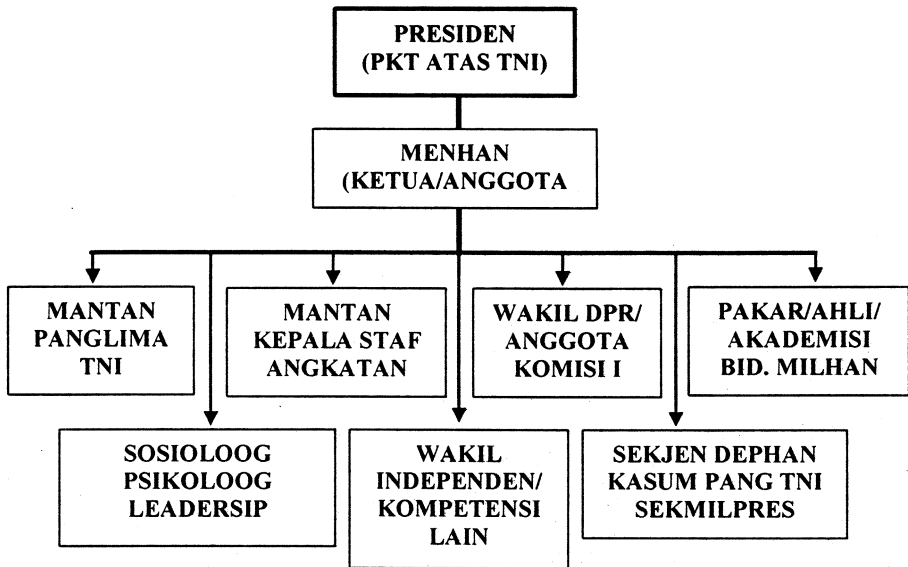 PRESIDEN
(PKT ATAS TNI)
MENHAN
(KETUA/ANGGOTA
MANTAN
PANGLIMA
TNI
MANTAN
KEPALA STAF
ANGKATAN
WAKIL DPR/
ANGGOTA
KOMISI I
PAKAR/AHLI/
AKADEMISI
BID. MILHAN
SOSIOLOOG
PSIKOLOOG
LEADERSIP
WAKIL
INDEPENDEN/
KOMPETENSI
LAIN
SEKJEN DEPHAN
KASUM PANG TNI
SEKMILPRES